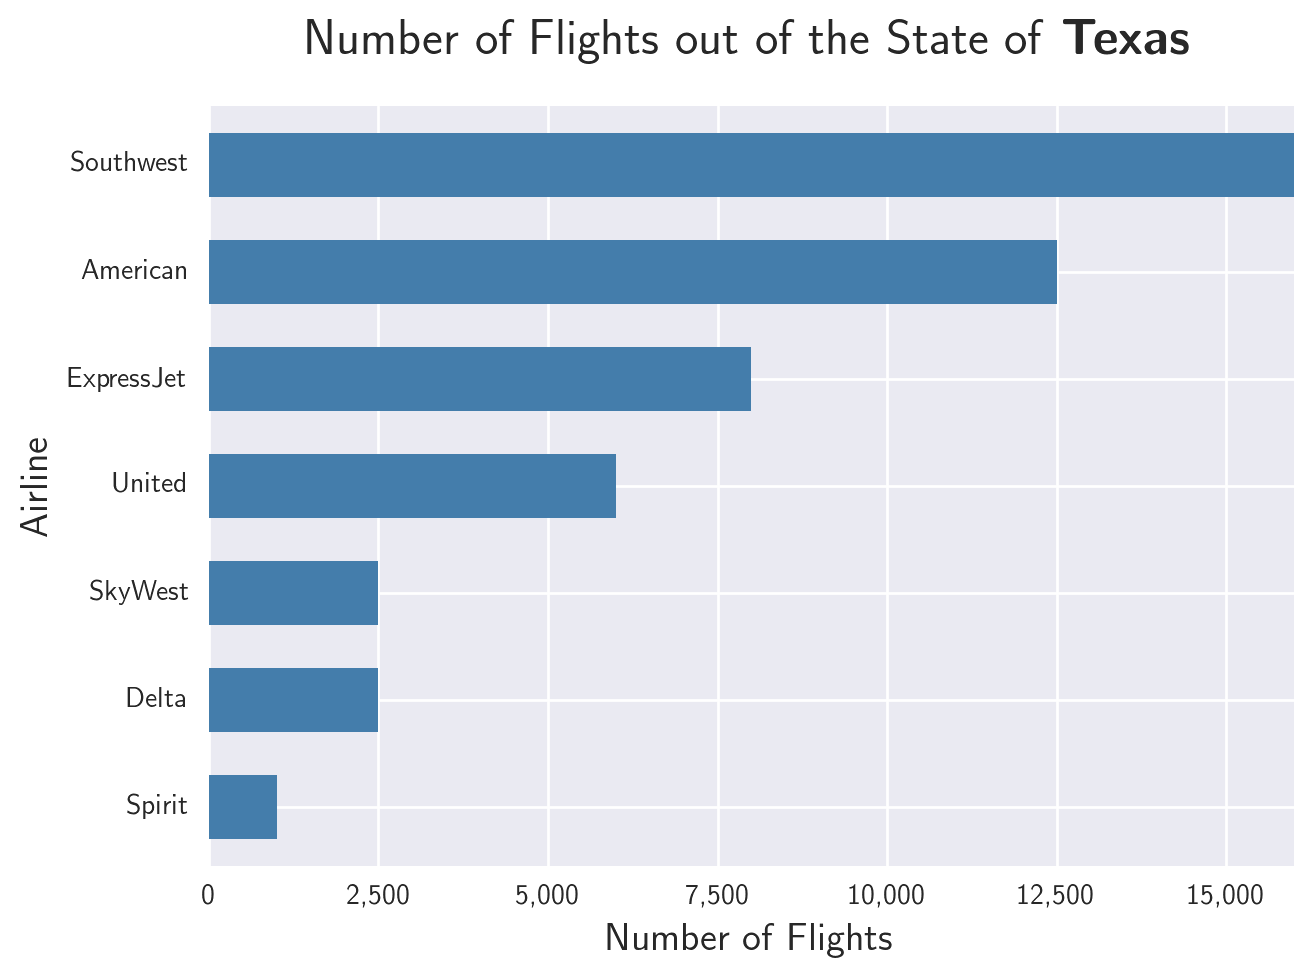 Number of Flights out of the State of Texas
Southwest
American
ExpressJet
United
SkyWest
Delta
Spirit
Airline
0 2,500 5,000 7,500 10,000 12,500 15,000
Number of Flights